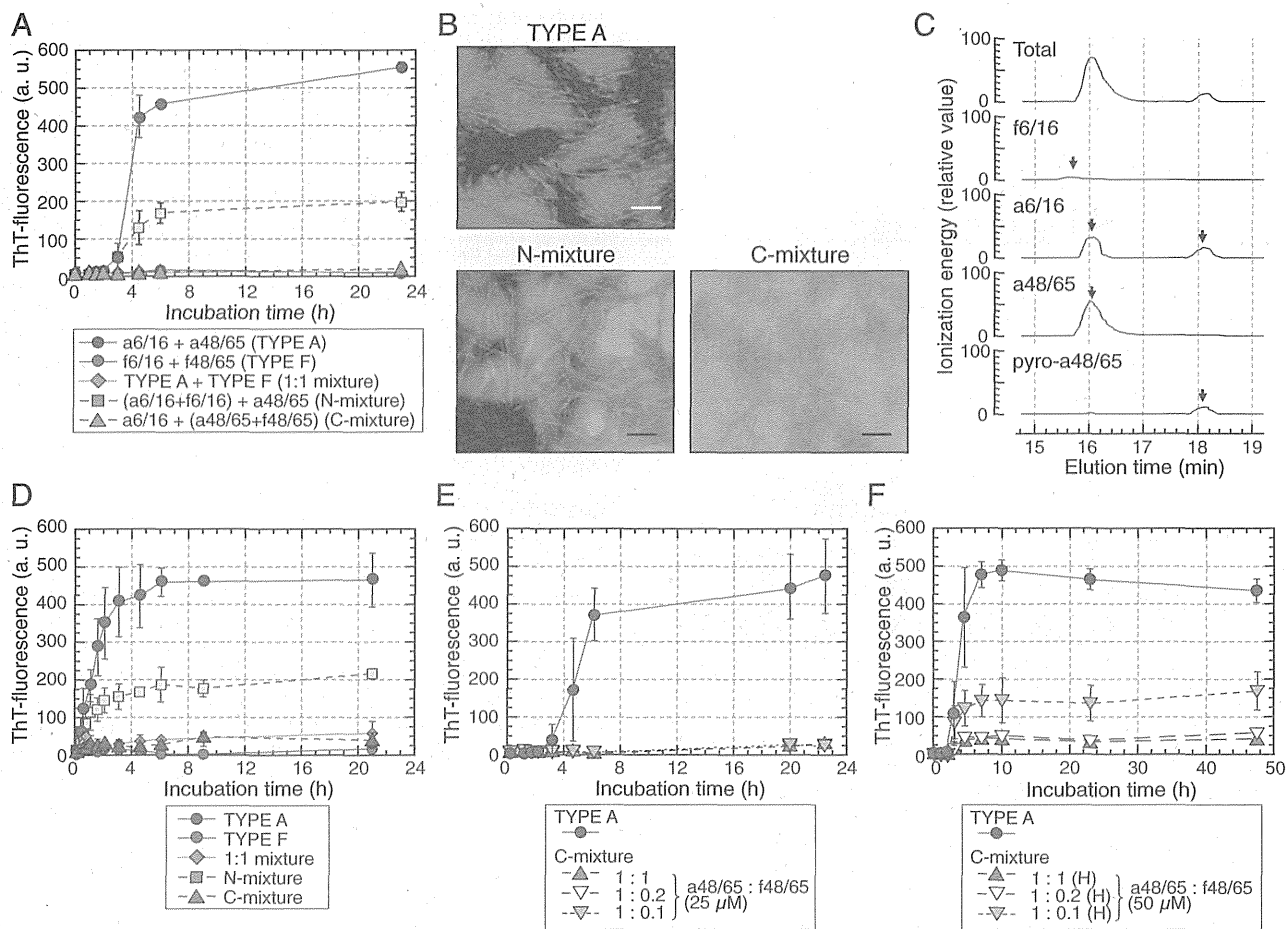 A
ThT-fluorescence (a. u.)
600
500
400
300
200
100
0
0 4 8 12 16 20 24
Incubation time (h)
a6/16 + a48/65 (TYPE A)
f6/16 + f48/65 (TYPE F)
TYPE A + TYPE F (1:1 mixture)
(a6/16+f6/16) + a48/65 (N-mixture)
a6/16 + (a48/65+f48/65) (C-mixture)
B
TYPE A
N-mixture
C-mixture
C
Ionization energy (relative value)
100
Total
0
100
f6/16
0
100
a6/16
0
100
a48/65
0
100
pyro-a48/65
0
15 16 17 18 19
Elution time (min)
D
ThT-fluorescence (a. u.)
600
500
400
300
200
100
0
0 4 8 12 16 20 24
Incubation time (h)
TYPE A
TYPE F
1:1 mixture
N-mixture
C-mixture
E
ThT-fluorescence (a. u.)
600
500
400
300
200
100
0
0 4 8 12 16 20 24
Incubation time (h)
TYPE A
C-mixture
1 : 1
1 : 0.2
1 : 0.1
a48/65 : f48/65
(25 µM)
F
ThT-fluorescence (a. u.)
600
500
400
300
200
100
0
0 10 20 30 40 50
Incubation time (h)
TYPE A
C-mixture
1 : 1 (H)
1 : 0.2 (H)
1 : 0.1 (H)
a48/65 : f48/65
(50 µM)